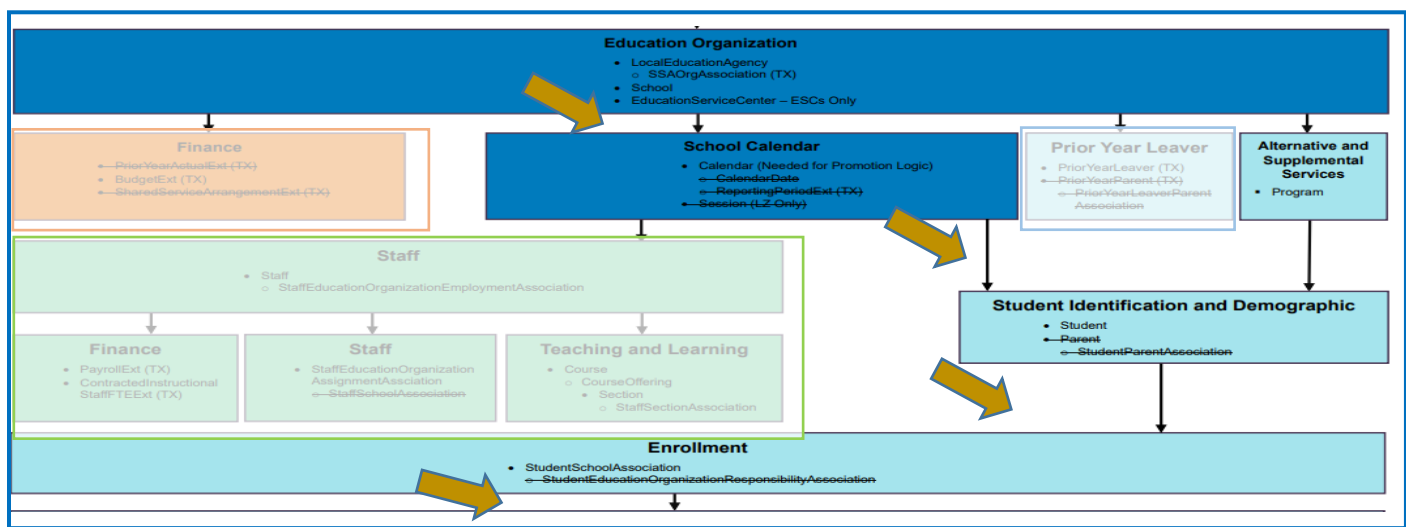 Education Organization
• LocalEducationAgency
o SSAOrgAssociation (TX)
• School
• EducationServiceCenter – ESCs Only
Finance
• PriorYearActualExt (TX)
• BudgetExt (TX)
• SharedServiceArrangementExt (TX)
School Calendar
• Calendar (Needed for Promotion Logic)
o CalendarDate
o ReportingPeriodExt (TX)
• Session (LZ Only)
Prior Year Leaver
• PriorYearLeaver (TX)
• PriorYearParent (TX)
o PriorYearLeaverParent
Association
Alternative and
Supplemental
Services
• Program
Staff
• Staff
o StaffEducationOrganizationEmploymentAssociation
Student Identification and Demographic
• Student
• Parent
o StudentParentAssociation
Finance
• PayrollExt (TX)
• ContractedInstructional
StaffFTEExt (TX)
Staff
• StaffEducationOrganization
AssignmentAssciation
o StaffSchoolAssociation
Teaching and Learning
• Course
o CourseOffering
• Section
o StaffSectionAssociation
Enrollment
• StudentSchoolAssociation
o StudentEducationOrganizationResponsibilityAssociation